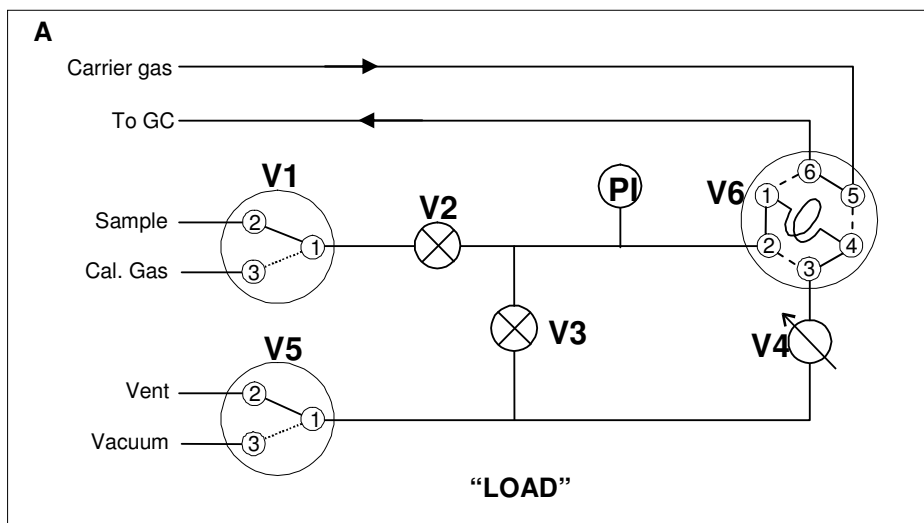 A
Carrier gas
To GC
V1
V2
PI
V6
6
1
5
2
4
3
Sample
2
1
Cal. Gas
3
V3
V4
V5
Vent
2
1
Vacuum
3
“LOAD”